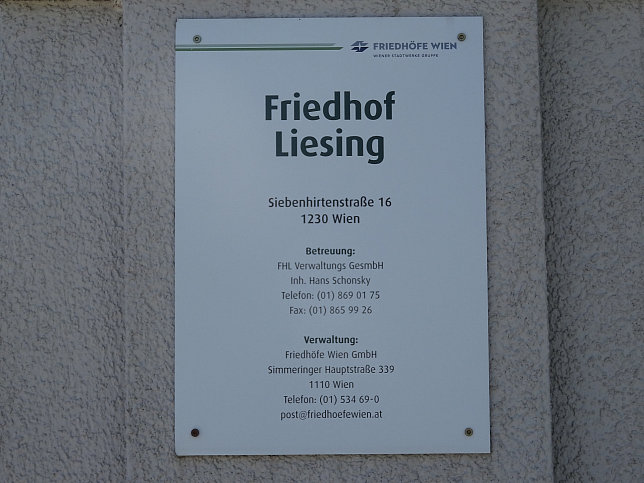 FRIEDHÖFE WIEN
WIENER STADTWERKE GRUPPE
Friedhof
Liesing
Siebenhirtenstraße 16
1230 Wien
Betreuung:
FHL Verwaltungs GesmbH
Inh. Hans Schonsky
Telefon: (01) 869 01 75
Fax: (01) 865 99 26
Verwaltung:
Friedhöfe Wien GmbH
Simmeringer Hauptstraße 339
1110 Wien
Telefon: (01) 534 69-0
post@friedhoefewien.at